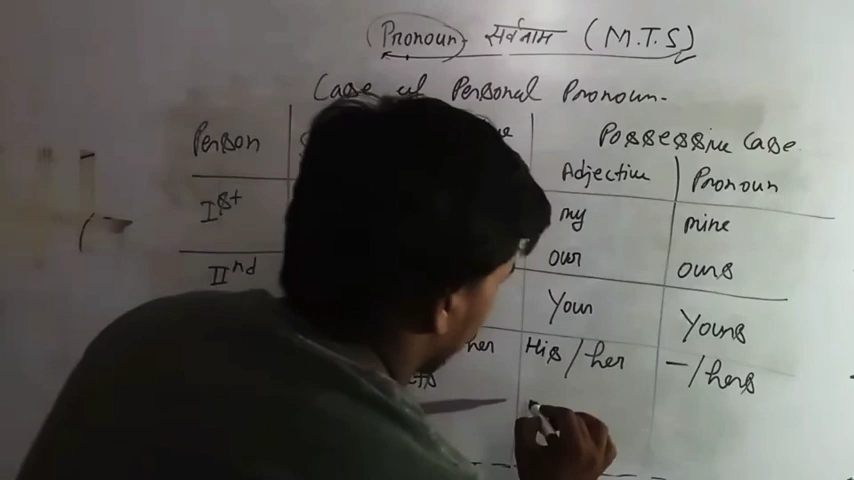 Pronoun सर्वनाम (M.T.S)
Case of Personal Pronoun.
Person Possessive Case
Adjective Pronoun
Ist my mine
our ours
IInd Your Yours
her His/her -/hers